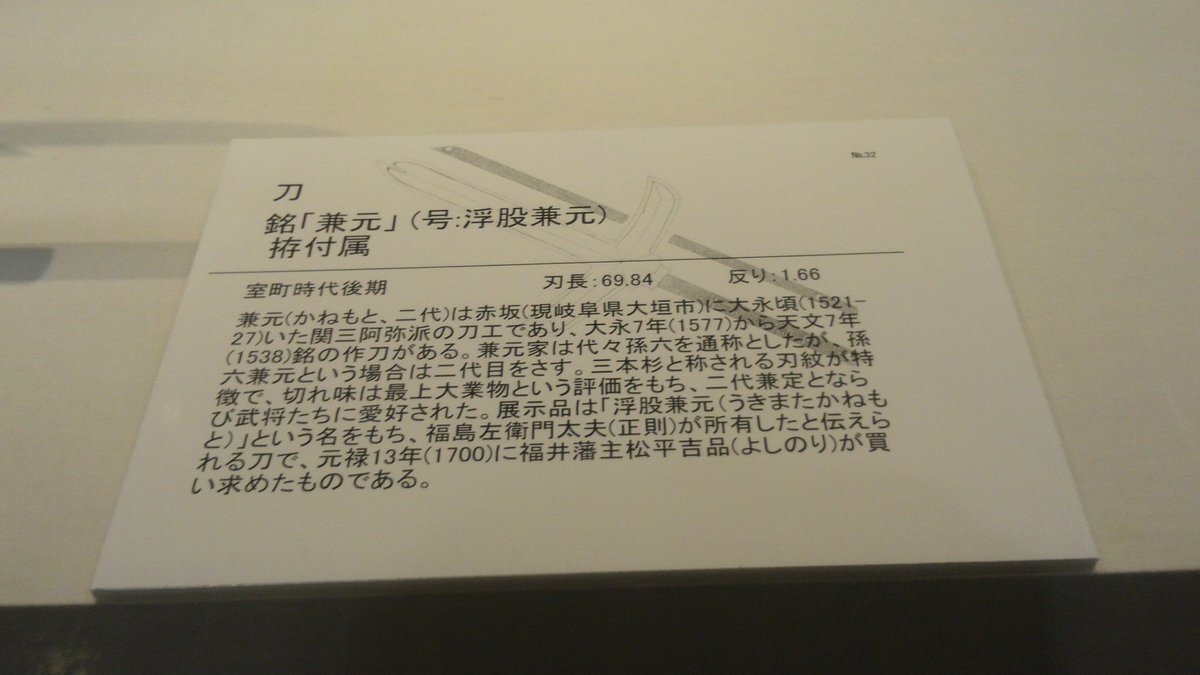 №32
刀
銘「兼元」(号:浮股兼元)
拵付属
室町時代後期 刃長:69.84 反り:1.66
兼元(かねもと、二代)は赤坂(現岐阜県大垣市)に大永頃(1521-
27)いた関三阿弥派の刀工であり、大永7年(1577)から天文7年
(1538)銘の作刀がある。兼元家は代々孫六を通称としたが、孫
六兼元という場合は二代目をさす。三本杉と称される刃紋が特
徴で、切れ味は最上大業物という評価をもち、二代兼定となら
び武将たちに愛好された。展示品は「浮股兼元(うきまたかねも
と)」という名をもち、福島左衛門太夫(正則)が所有したと伝えら
れる刀で、元禄13年(1700)に福井藩主松平吉品(よしのり)が買
い求めたものである。